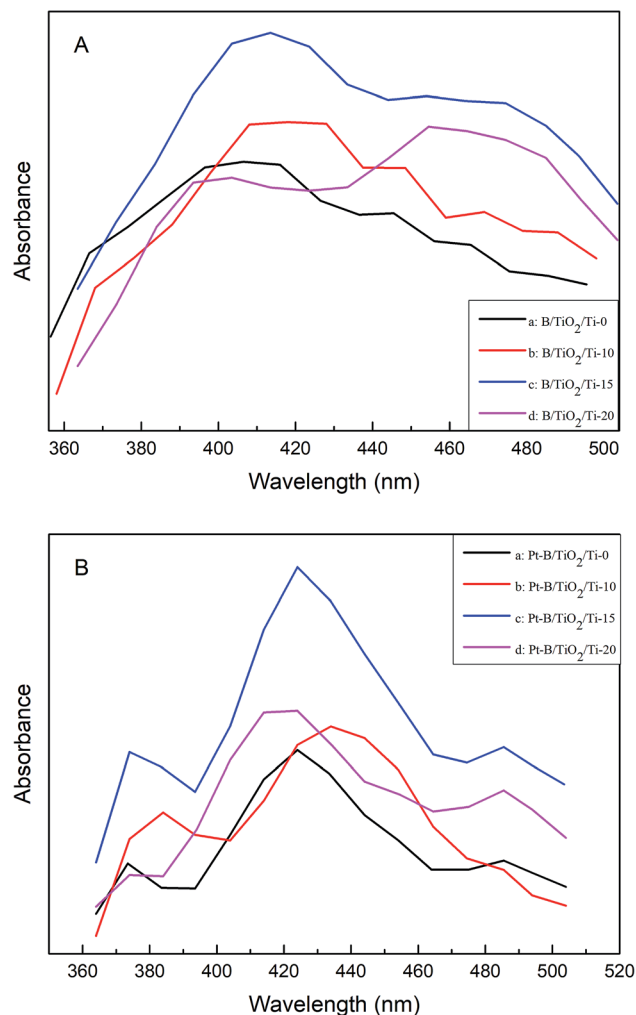 A
Absorbance
a: B/TiO2/Ti-0
b: B/TiO2/Ti-10
c: B/TiO2/Ti-15
d: B/TiO2/Ti-20
360 380 400 420 440 460 480 500
Wavelength (nm)
B
Absorbance
a: Pt-B/TiO2/Ti-0
b: Pt-B/TiO2/Ti-10
c: Pt-B/TiO2/Ti-15
d: Pt-B/TiO2/Ti-20
360 380 400 420 440 460 480 500 520
Wavelength (nm)